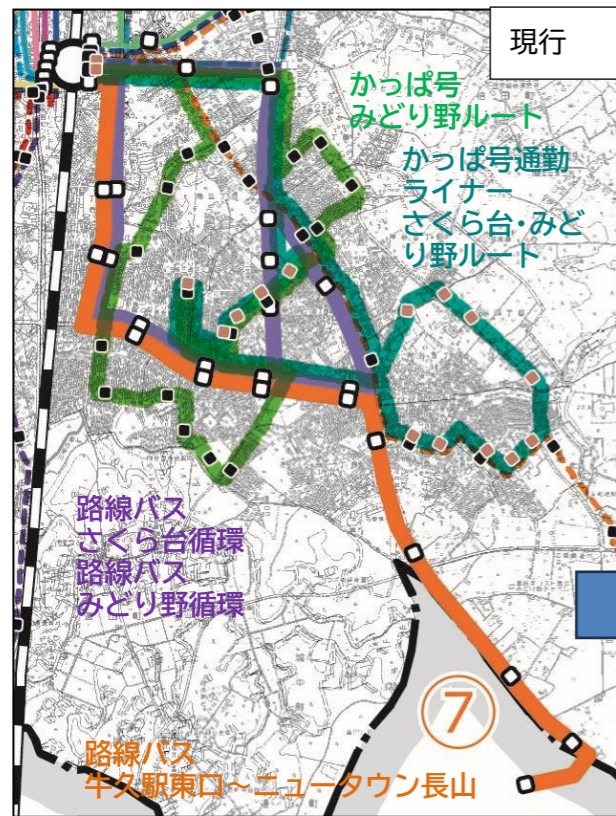 現行
かっぱ号
みどり野ルート
かっぱ号通勤
ライナー
さくら台・みど
り野ルート
路線バス
さくら台循環
路線バス
みどり野循環
⑦
路線バス
牛久駅東口～ニュータウン長山